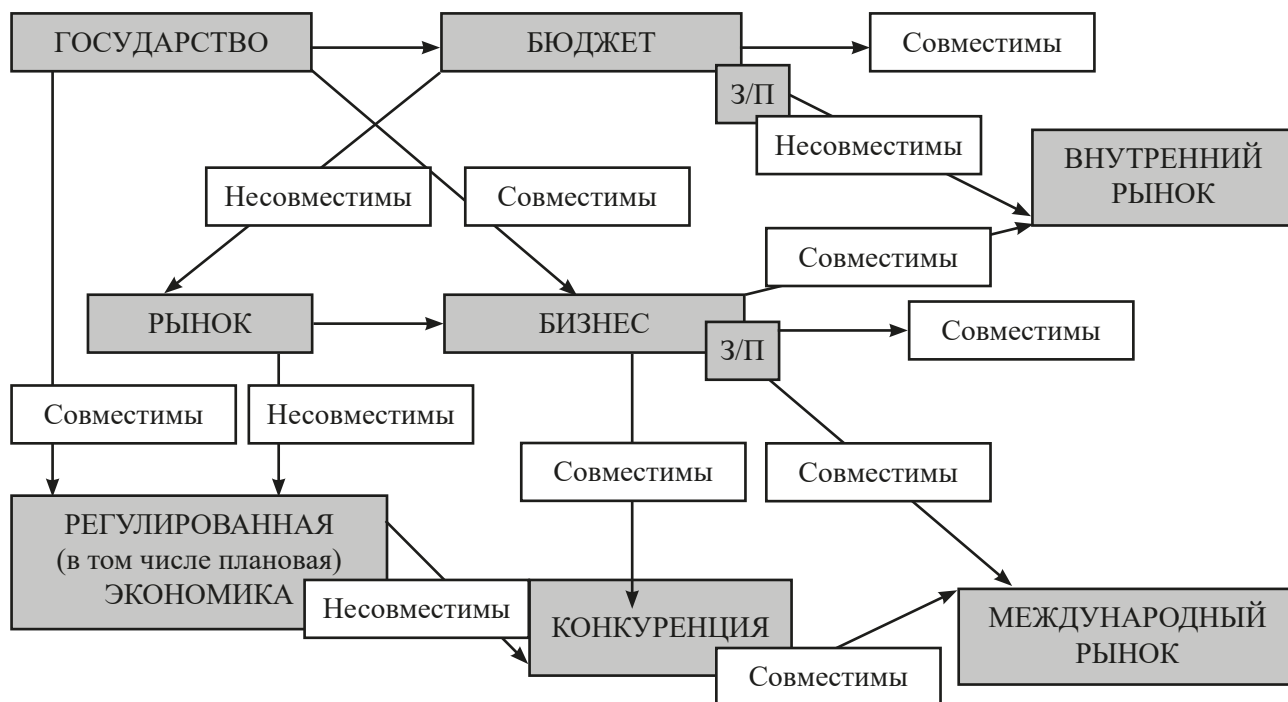 ГОСУДАРСТВО
БЮДЖЕТ
Совместимы
З/П
Несовместимы
ВНУТРЕННИЙ
РЫНОК
Несовместимы
Совместимы
Совместимы
РЫНОК
БИЗНЕС
Совместимы
З/П
Совместимы
Несовместимы
Совместимы
Совместимы
РЕГУЛИРОВАННАЯ
(в том числе плановая)
ЭКОНОМИКА
Несовместимы
КОНКУРЕНЦИЯ
МЕЖДУНАРОДНЫЙ
РЫНОК
Совместимы